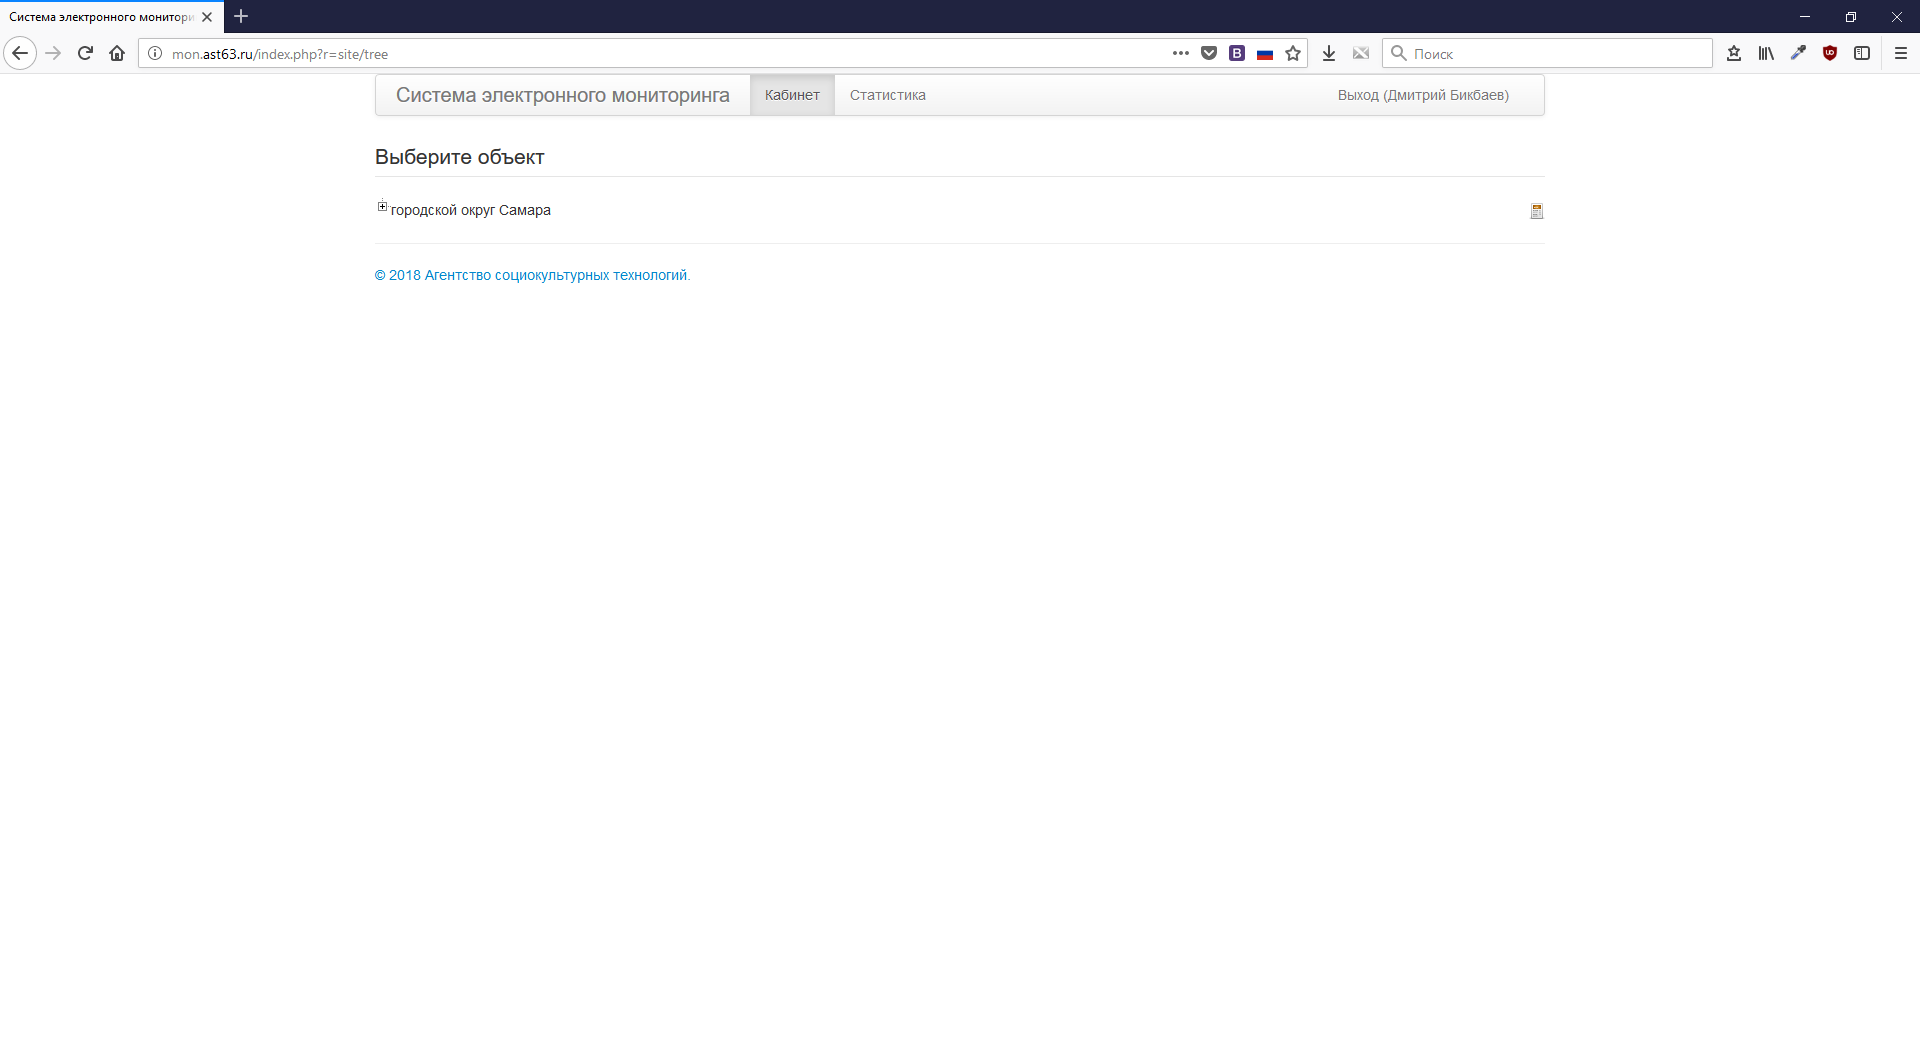 Система электронного монитори
mon.ast63.ru/index.php?r=site/tree
Поиск
Система электронного мониторинга
Кабинет
Статистика
Выход (Дмитрий Бикбаев)
Выберите объект
городской округ Самара
© 2018 Агентство социокультурных технологий.